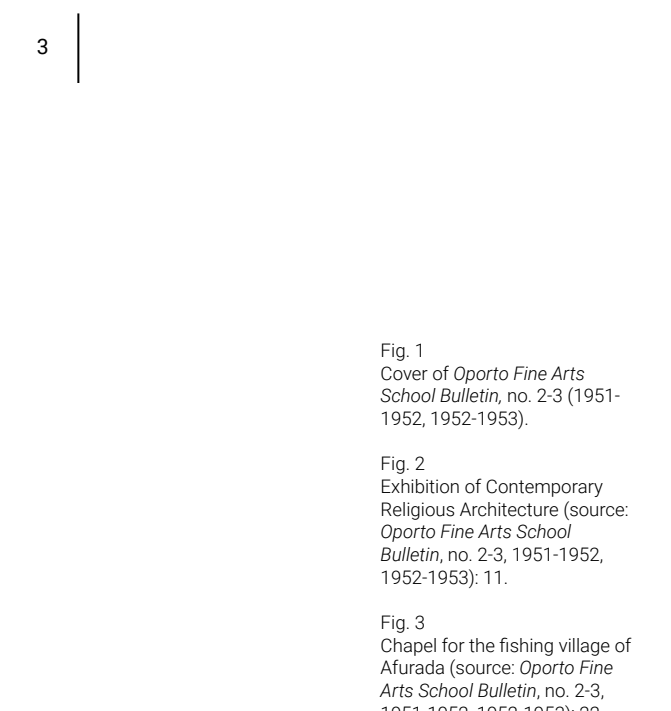 3
Fig. 1
Cover of Oporto Fine Arts
School Bulletin, no. 2-3 (1951-
1952, 1952-1953).
Fig. 2
Exhibition of Contemporary
Religious Architecture (source:
Oporto Fine Arts School
Bulletin, no. 2-3, 1951-1952,
1952-1953): 11.
Fig. 3
Chapel for the fishing village of
Afurada (source: Oporto Fine
Arts School Bulletin, no. 2-3,